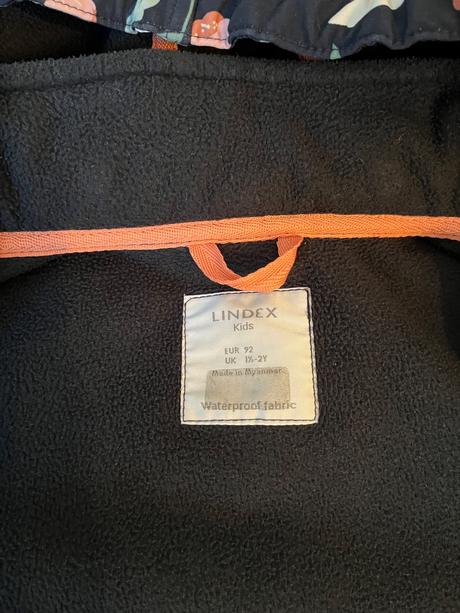 LINDEX
Kids
EUR 92
UK 1½-2Y
Made in Myanmar
Waterproof fabric